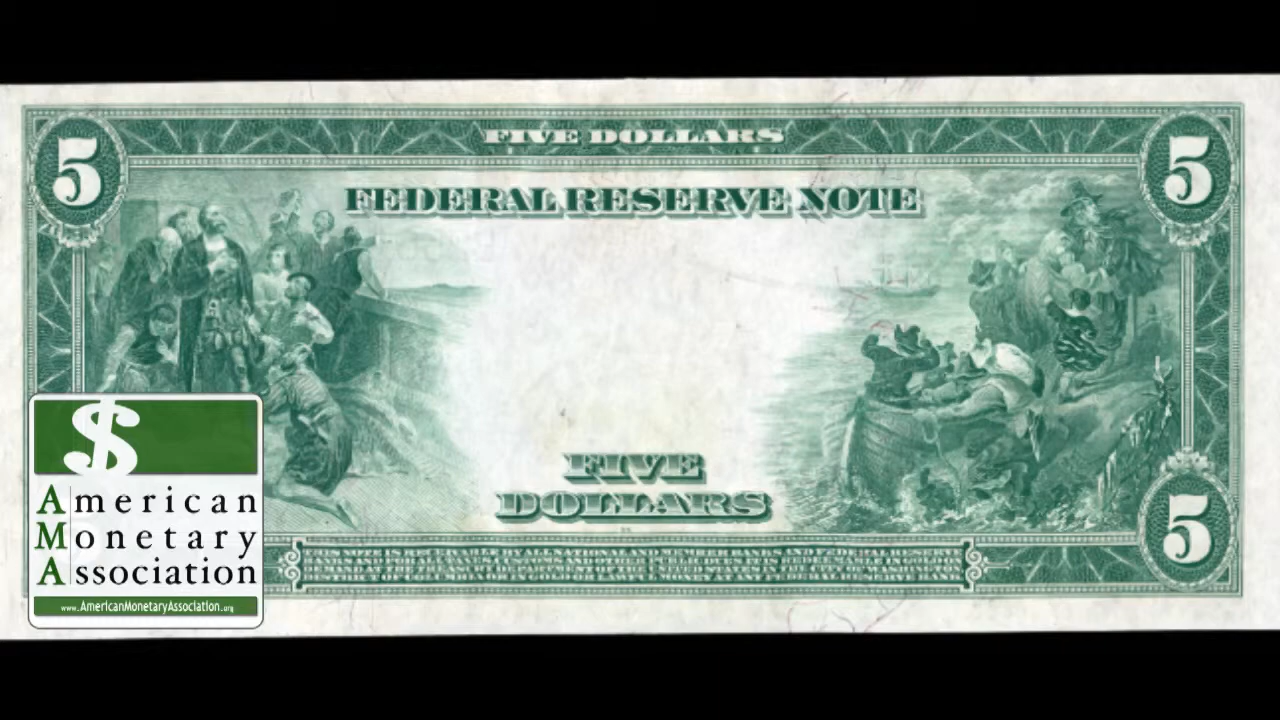 FIVE DOLLARS
5
5
FEDERAL RESERVE NOTE
FIVE
DOLLARS
5
$
American
Monetary
Association
www.AmericanMonetaryAssociation.org